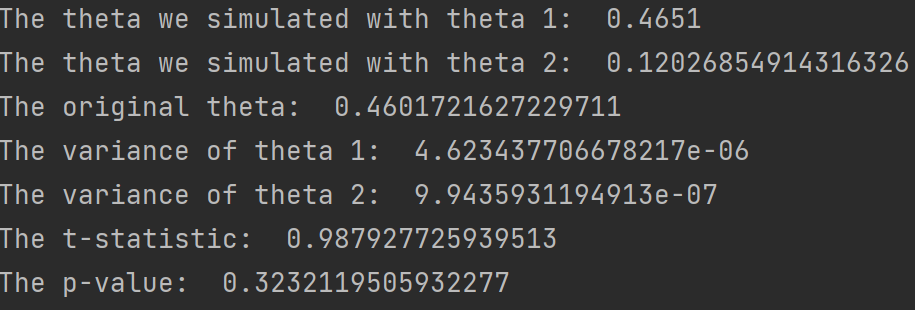 The theta we simulated with theta 1:  0.4651
The theta we simulated with theta 2:  0.12026854914316326
The original theta:  0.4601721627229711
The variance of theta 1:  4.623437706678217e-06
The variance of theta 2:  9.9435931194913e-07
The t-statistic:  0.987927725939513
The p-value:  0.32321195059322​77